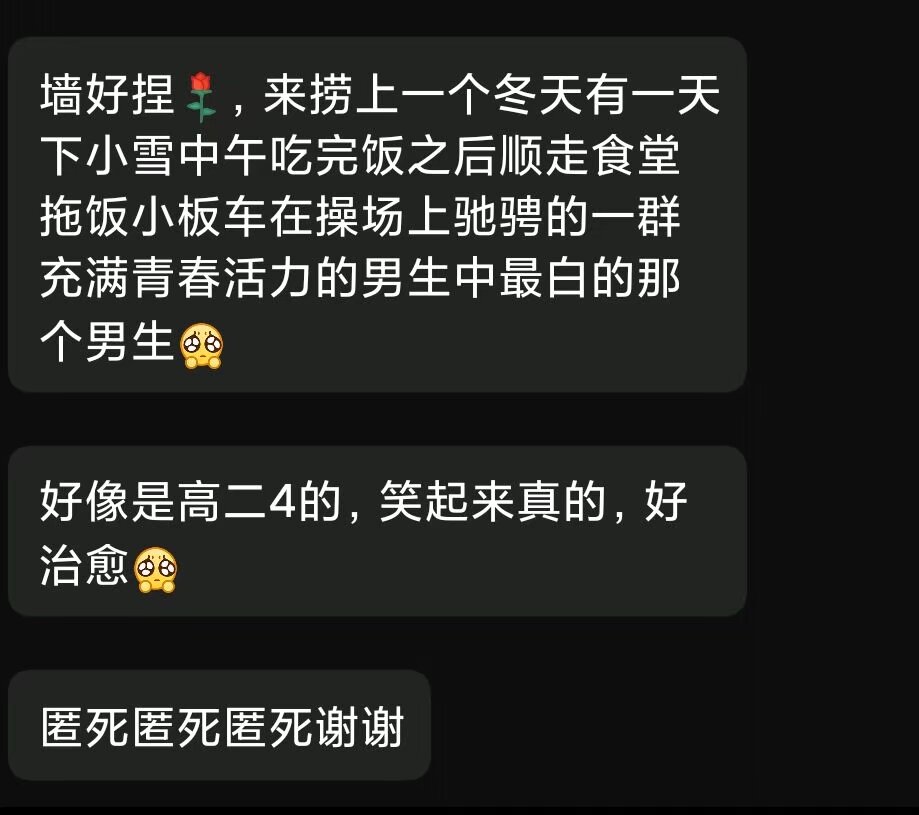 墙好捏🌹，来捞上一个冬天有一天
下小雪中午吃完饭之后顺走食堂
拖饭小板车在操场上驰骋的一群
充满青春活力的男生中最白的那
个男生🥺
好像是高二4的，笑起来真的，好
治愈🥺
匿死匿死匿死谢谢